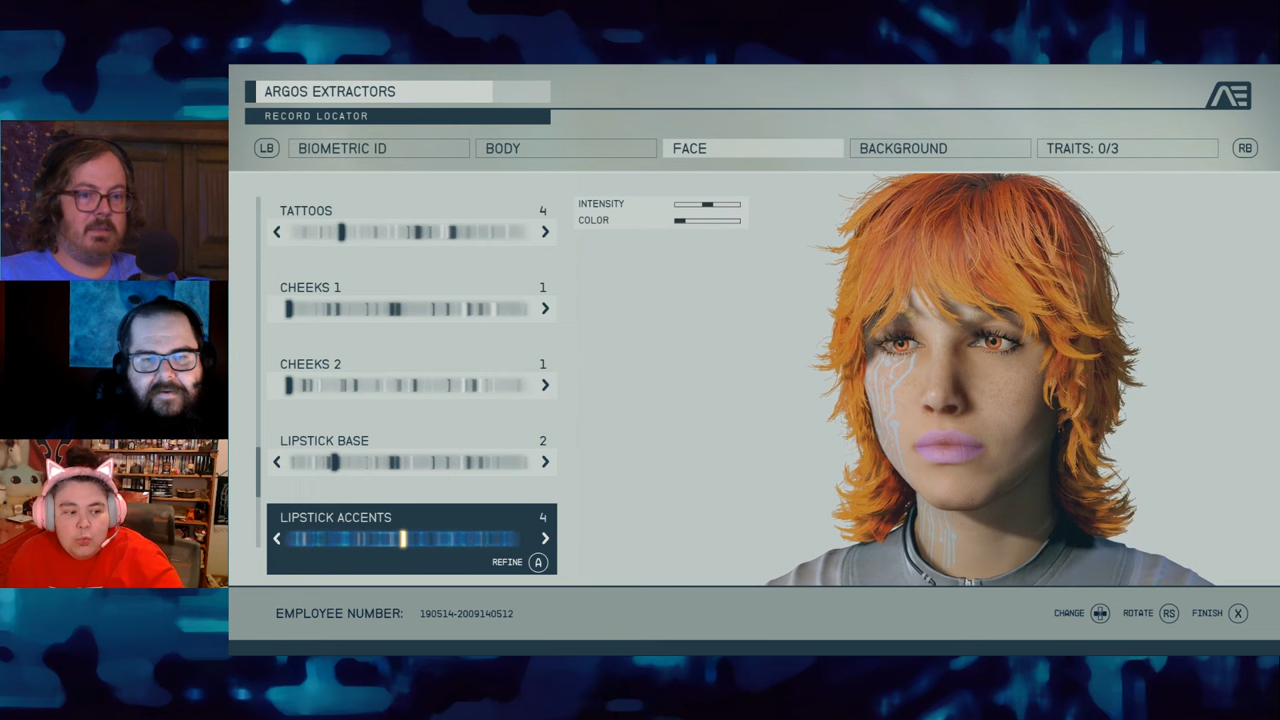 ARGOS EXTRACTORS
AE
RECORD LOCATOR
LB BIOMETRIC ID BODY FACE BACKGROUND TRAITS: 0/3 RB
TATTOOS 4
INTENSITY
COLOR
CHEEKS 1 1
CHEEKS 2 1
LIPSTICK BASE 2
LIPSTICK ACCENTS 4
REFINE A
EMPLOYEE NUMBER: 190514-2009140512
CHANGE ROTATE RS FINISH X